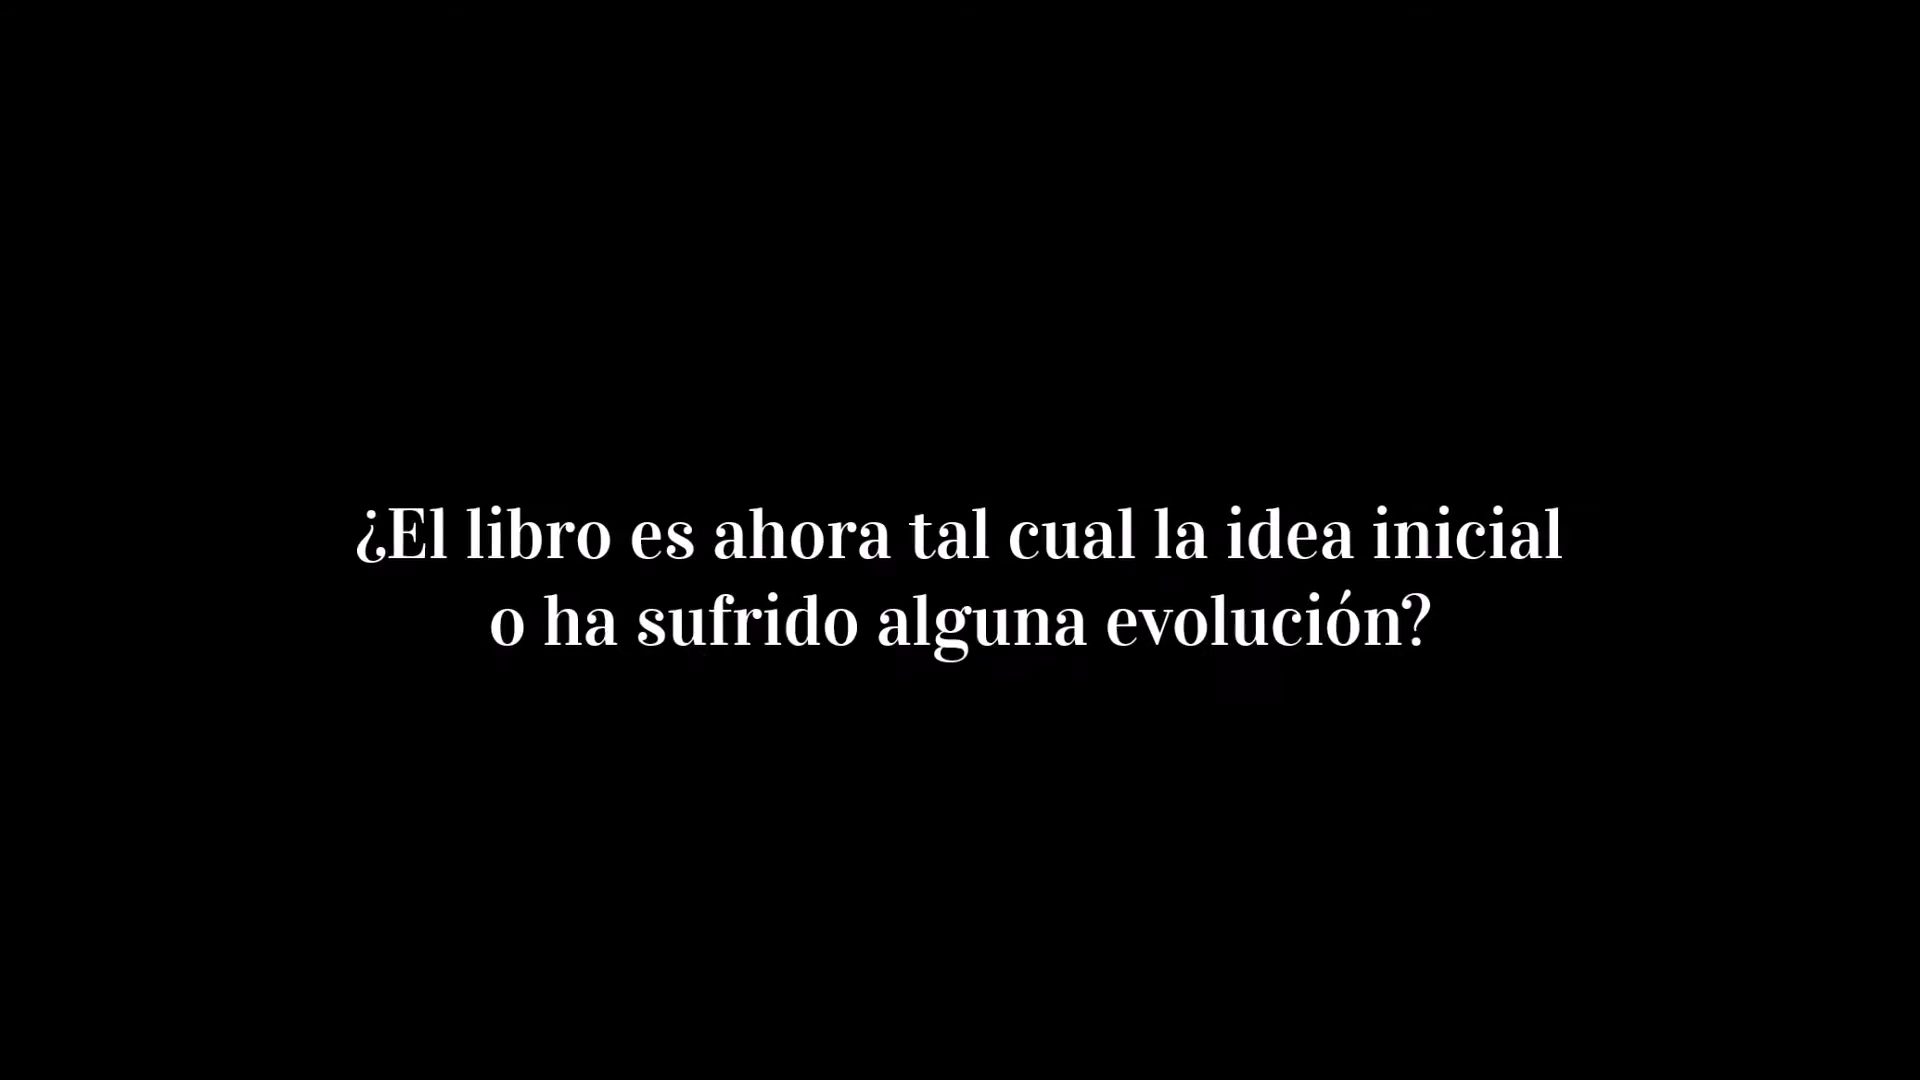 ¿El libro es ahora tal cual la idea inicial
o ha sufrido alguna evolución?